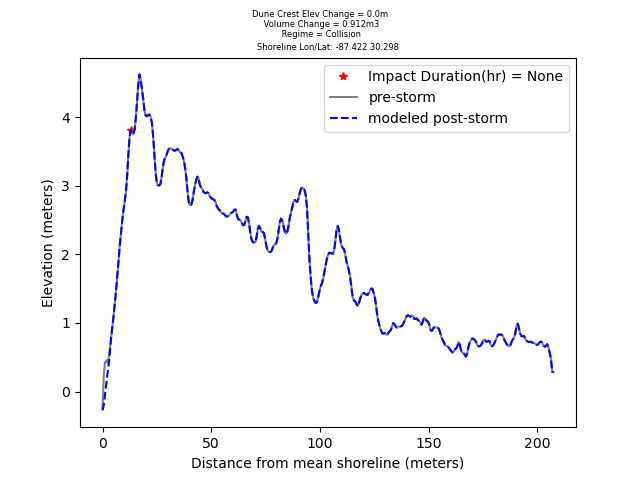 Dune Crest Elev Change = 0.0m
Volume Change = 0.912m3
Regime = Collision
Shoreline Lon/Lat: -87.422 30.298
Impact Duration(hr) = None
pre-storm
modeled post-storm
Elevation (meters)
4
3
2
1
0
0 50 100 150 200
Distance from mean shoreline (meters)